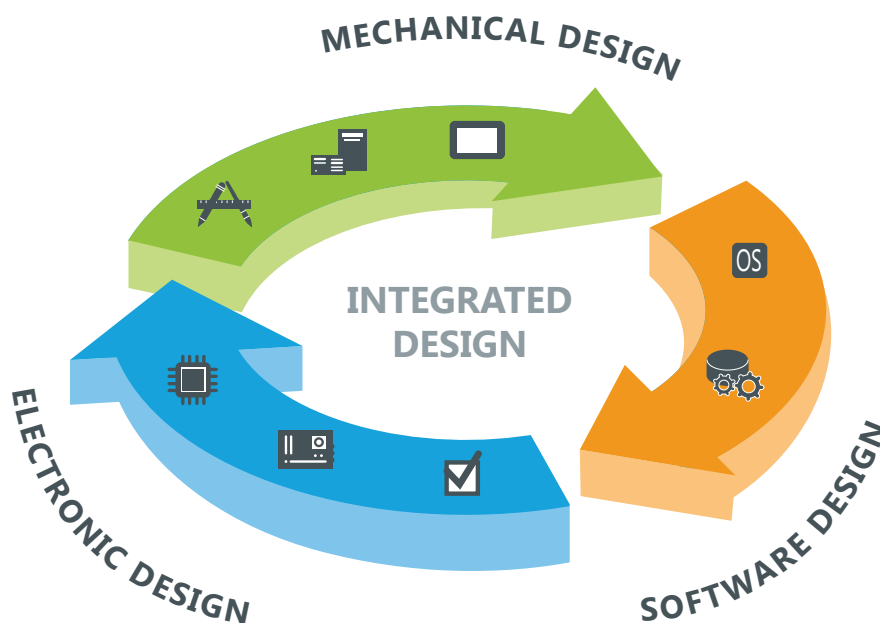 MECHANICAL DESIGN
OS
INTEGRATED
DESIGN
ELECTRONIC DESIGN
SOFTWARE DESIGN